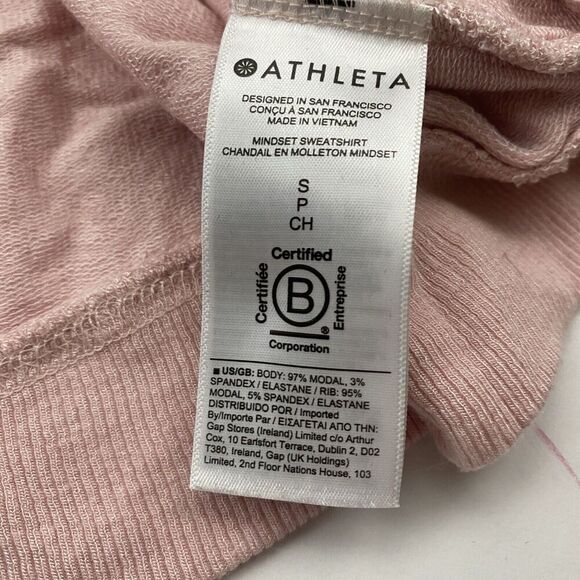 ATHLETA
DESIGNED IN SAN FRANCISCO
CONÇU À SAN FRANCISCO
MADE IN VIETNAM
MINDSET SWEATSHIRT
CHANDAIL EN MOLLETON MINDSET
S
P
CH
Certified
Certifiée
B
Entreprise
®
Corporation
■ US/GB: BODY: 97% MODAL, 3%
SPANDEX / ELASTANE / RIB: 95%
MODAL, 5% SPANDEX / ELASTANE
DISTRIBUIDO POR / Imported
By/Importe Par / ΕΙΣΑΓΕΤΑΙ ΑΠΟ ΤΗΝ:
Gap Stores (Ireland) Limited c/o Arthur
Cox, 10 Earlsfort Terrace, Dublin 2, D02
T380, Ireland, Gap (UK Holdings)
Limited, 2nd Floor Nations House, 103